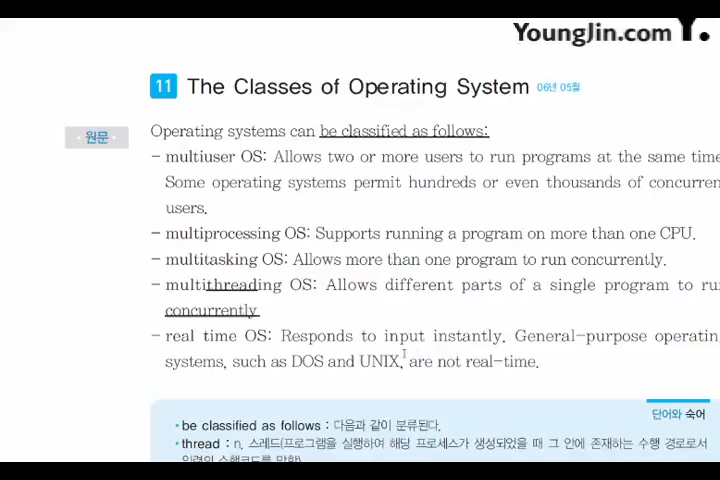 YoungJin.com Y.
11 The Classes of Operating System 06년 05월
원문
Operating systems can be classified as follows:
- multiuser OS: Allows two or more users to run programs at the same time
Some operating systems permit hundreds or even thousands of concurren
users.
- multiprocessing OS: Supports running a program on more than one CPU.
- multitasking OS: Allows more than one program to run concurrently.
- multithreading OS: Allows different parts of a single program to ru
concurrently
- real time OS: Responds to input instantly. General-purpose operatin
systems, such as DOS and UNIX, are not real-time.
단어와 숙어
•be classified as follows : 다음과 같이 분류된다.
•thread : n. 스레드(프로그램을 실행하여 해당 프로세스가 생성되었을 때 그 안에 존재하는 수행 경로로서